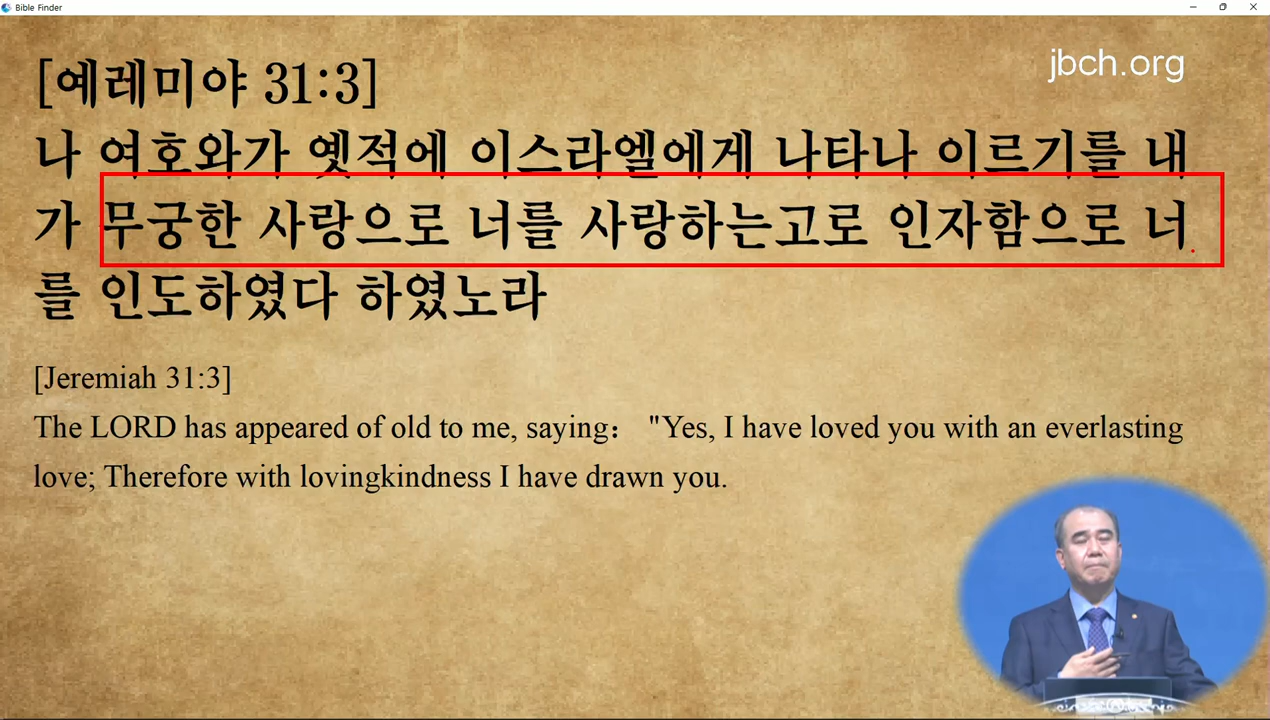 Bible Finder
jbch.org
[예레미야 31:3]
나 여호와가 옛적에 이스라엘에게 나타나 이르기를 내
가 무궁한 사랑으로 너를 사랑하는고로 인자함으로 너
를 인도하였다 하였노라
[Jeremiah 31:3]
The LORD has appeared of old to me, saying: "Yes, I have loved you with an everlasting
love; Therefore with lovingkindness I have drawn you.